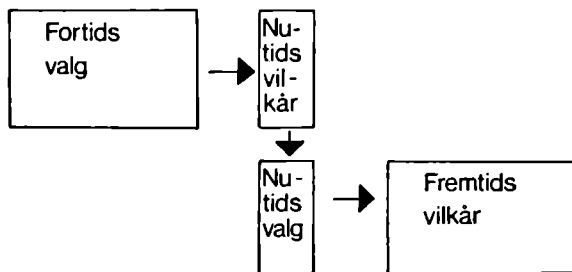 Fortids
valg
Nu-
tids
vil-
kår
Nu-
tids
valg
Fremtids
vilkår